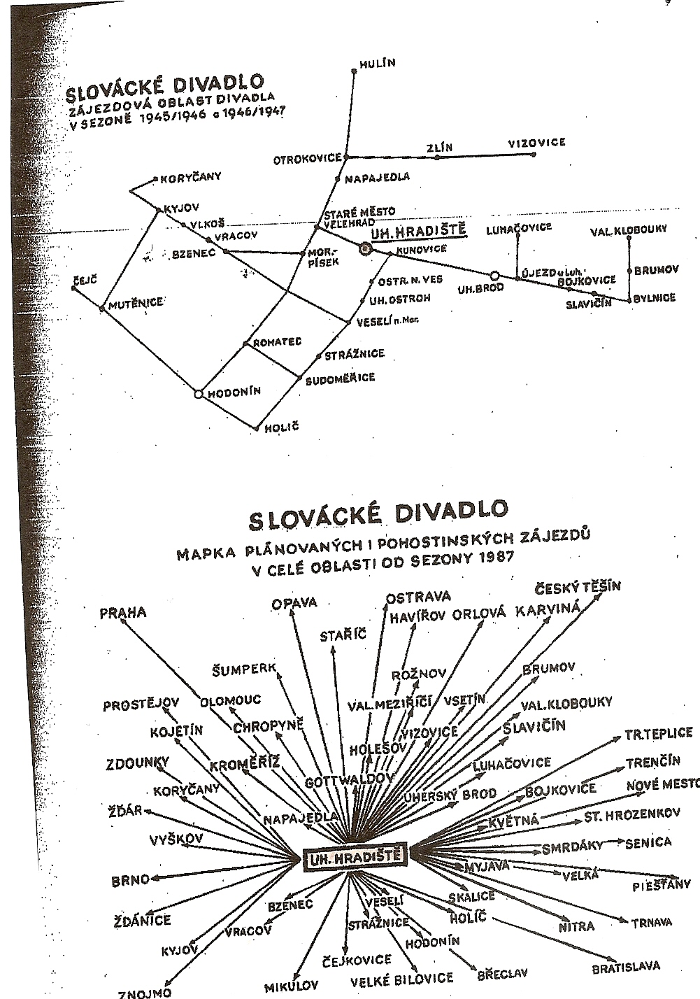 HULÍN
SLOVÁCKÉ DIVADLO
ZÁJEZDOVÁ OBLAST DIVADLA
V SEZONĚ 1945/1946 a 1946/1947
OTROKOVICE
ZLÍN
VIZOVICE
KORYČANY
NAPAJEDLA
KYJOV
STARÉ MĚSTO
VELEHRAD
VLKOŠ
UH. HRADIŠTĚ
LUHAČOVICE
VAL. KLOBOUKY
VRACOV
BZENEC
MOR.-
PÍSEK
KUNOVICE
ČEJČ
OSTR. N. VES
UH. BROD
ÚJEZD u Luh.
BOJKOVICE
BRUMOV
MUTĚNICE
UH. OSTROH
SLAVIČÍN
BYLNICE
VESELÍ n. Mor.
ROHATEC
STRÁŽNICE
SUDOMĚŘICE
HODONÍN
HOLIČ
SLOVÁCKÉ DIVADLO
MAPKA PLÁNOVANÝCH I POHOSTINSKÝCH ZÁJEZDŮ
V CELÉ OBLASTI OD SEZONY 1987
PRAHA
OPAVA
OSTRAVA
ČESKÝ TĚŠÍN
HAVÍŘOV
ORLOVÁ
KARVINÁ
STAŘÍČ
ŠUMPERK
ROŽNOV
BRUMOV
PROSTĚJOV
OLOMOUC
VAL. MEZIŘÍČÍ
VSETÍN
VAL. KLOBOUKY
KOJETÍN
CHROPYNĚ
VIZOVICE
SLAVIČÍN
TR. TEPLICE
ZDOUNKY
KROMĚŘÍŽ
HOLEŠOV
LUHAČOVICE
TRENČÍN
KORYČANY
GOTTWALDOV
UHERSKÝ BROD
BOJKOVICE
NOVÉ MESTO
ŽĎÁR
NAPAJEDLA
KVĚTNÁ
ST. HROZENKOV
VYŠKOV
UH. HRADIŠTĚ
SMRDÁKY
SENICA
BRNO
MYJAVA
VELKÁ
PIEŠŤANY
BZENEC
VESELÍ
SKALICE
ŽDÁNICE
VRACOV
STRÁŽNICE
HOLÍČ
NITRA
TRNAVA
KYJOV
HODONÍN
ČEJKOVICE
ZNOJMO
MIKULOV
VELKÉ BÍLOVICE
BŘECLAV
BRATISLAVA